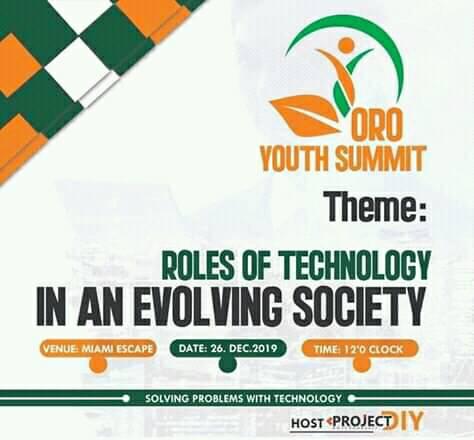 ORO
YOUTH SUMMIT
Theme:
ROLES OF TECHNOLOGY
IN AN EVOLVING SOCIETY
VENUE: MIAMI ESCAPE
DATE: 26. DEC.2019
TIME: 12'0 CLOCK
SOLVING PROBLEMS WITH TECHNOLOGY
HOST PROJECT DIY